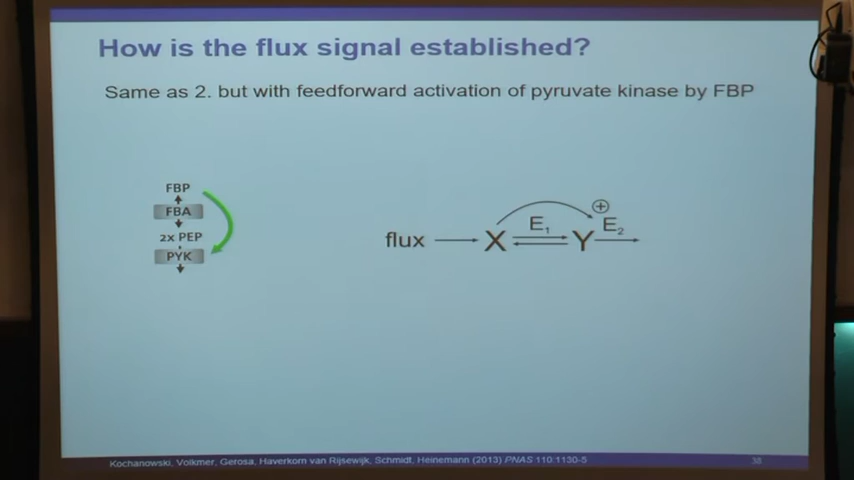 How is the flux signal established?
Same as 2. but with feedforward activation of pyruvate kinase by FBP
FBP
FBA
2x PEP
PYK
flux X E1 Y E2
+
Kochanowski, Volkmer, Gerosa, Haverkorn van Rijsewijk, Schmidt, Heinemann (2013) PNAS 110:1130-5
38